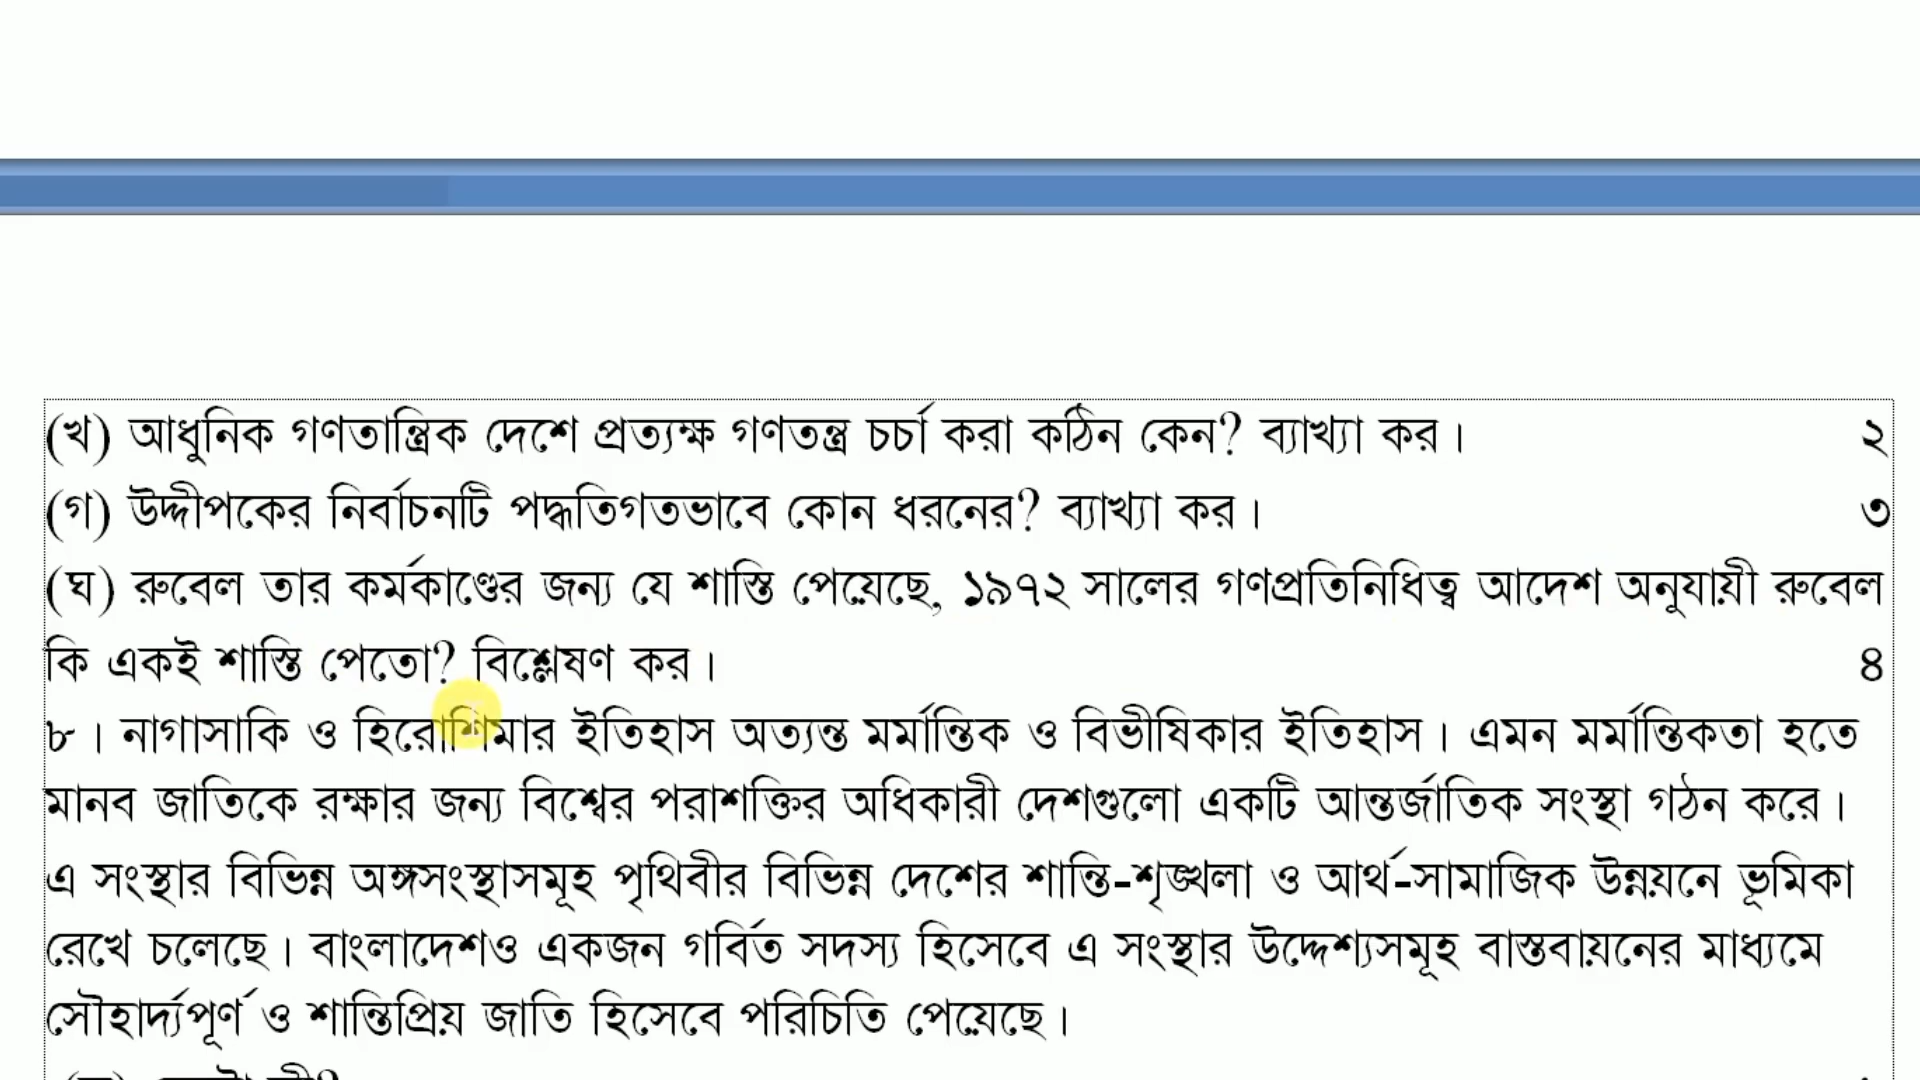 (খ) আধুনিক গণতান্ত্রিক দেশে প্রত্যক্ষ গণতন্ত্র চর্চা করা কঠিন কেন? ব্যাখ্যা কর। ২
(গ) উদ্দীপকের নির্বাচনটি পদ্ধতিগতভাবে কোন ধরনের? ব্যাখ্যা কর। ৩
(ঘ) রুবেল তার কর্মকাণ্ডের জন্য যে শাস্তি পেয়েছে, ১৯৭২ সালের গণপ্রতিনিধিত্ব আদেশ অনুযায়ী রুবেল
কি একই শাস্তি পেতো? বিশ্লেষণ কর। ৪
৮। নাগাসাকি ও হিরোশিমার ইতিহাস অত্যন্ত মর্মান্তিক ও বিভীষিকার ইতিহাস। এমন মর্মান্তিকতা হতে
মানব জাতিকে রক্ষার জন্য বিশ্বের পরাশক্তির অধিকারী দেশগুলো একটি আন্তর্জাতিক সংস্থা গঠন করে।
এ সংস্থার বিভিন্ন অঙ্গসংস্থাসমূহ পৃথিবীর বিভিন্ন দেশের শান্তি-শৃঙ্খলা ও আর্থ-সামাজিক উন্নয়নে ভূমিকা
রেখে চলেছে। বাংলাদেশও একজন গর্বিত সদস্য হিসেবে এ সংস্থার উদ্দেশ্যসমূহ বাস্তবায়নের মাধ্যমে
সৌহার্দ্যপূর্ণ ও শান্তিপ্রিয় জাতি হিসেবে পরিচিতি পেয়েছে।